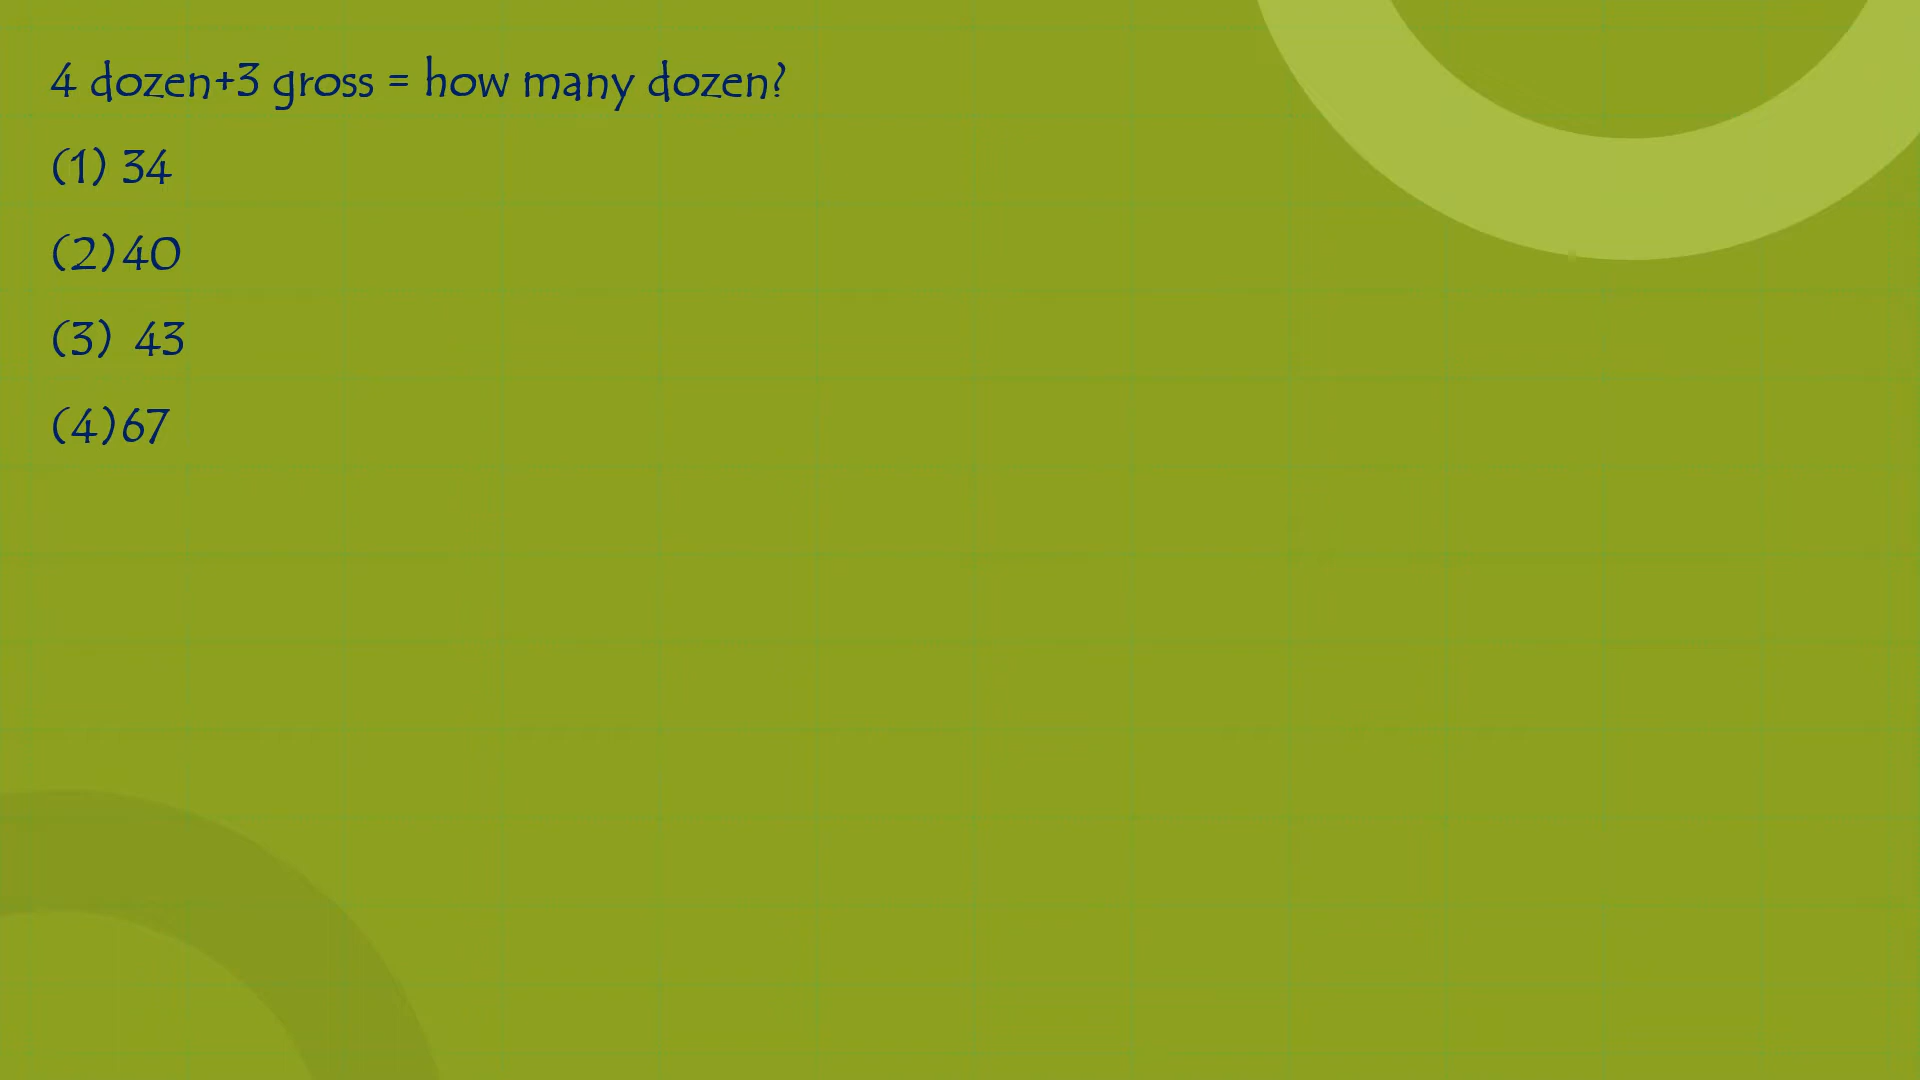 4 dozen+3 gross = how many dozen?
(1) 34
(2)40
(3) 43
(4)67